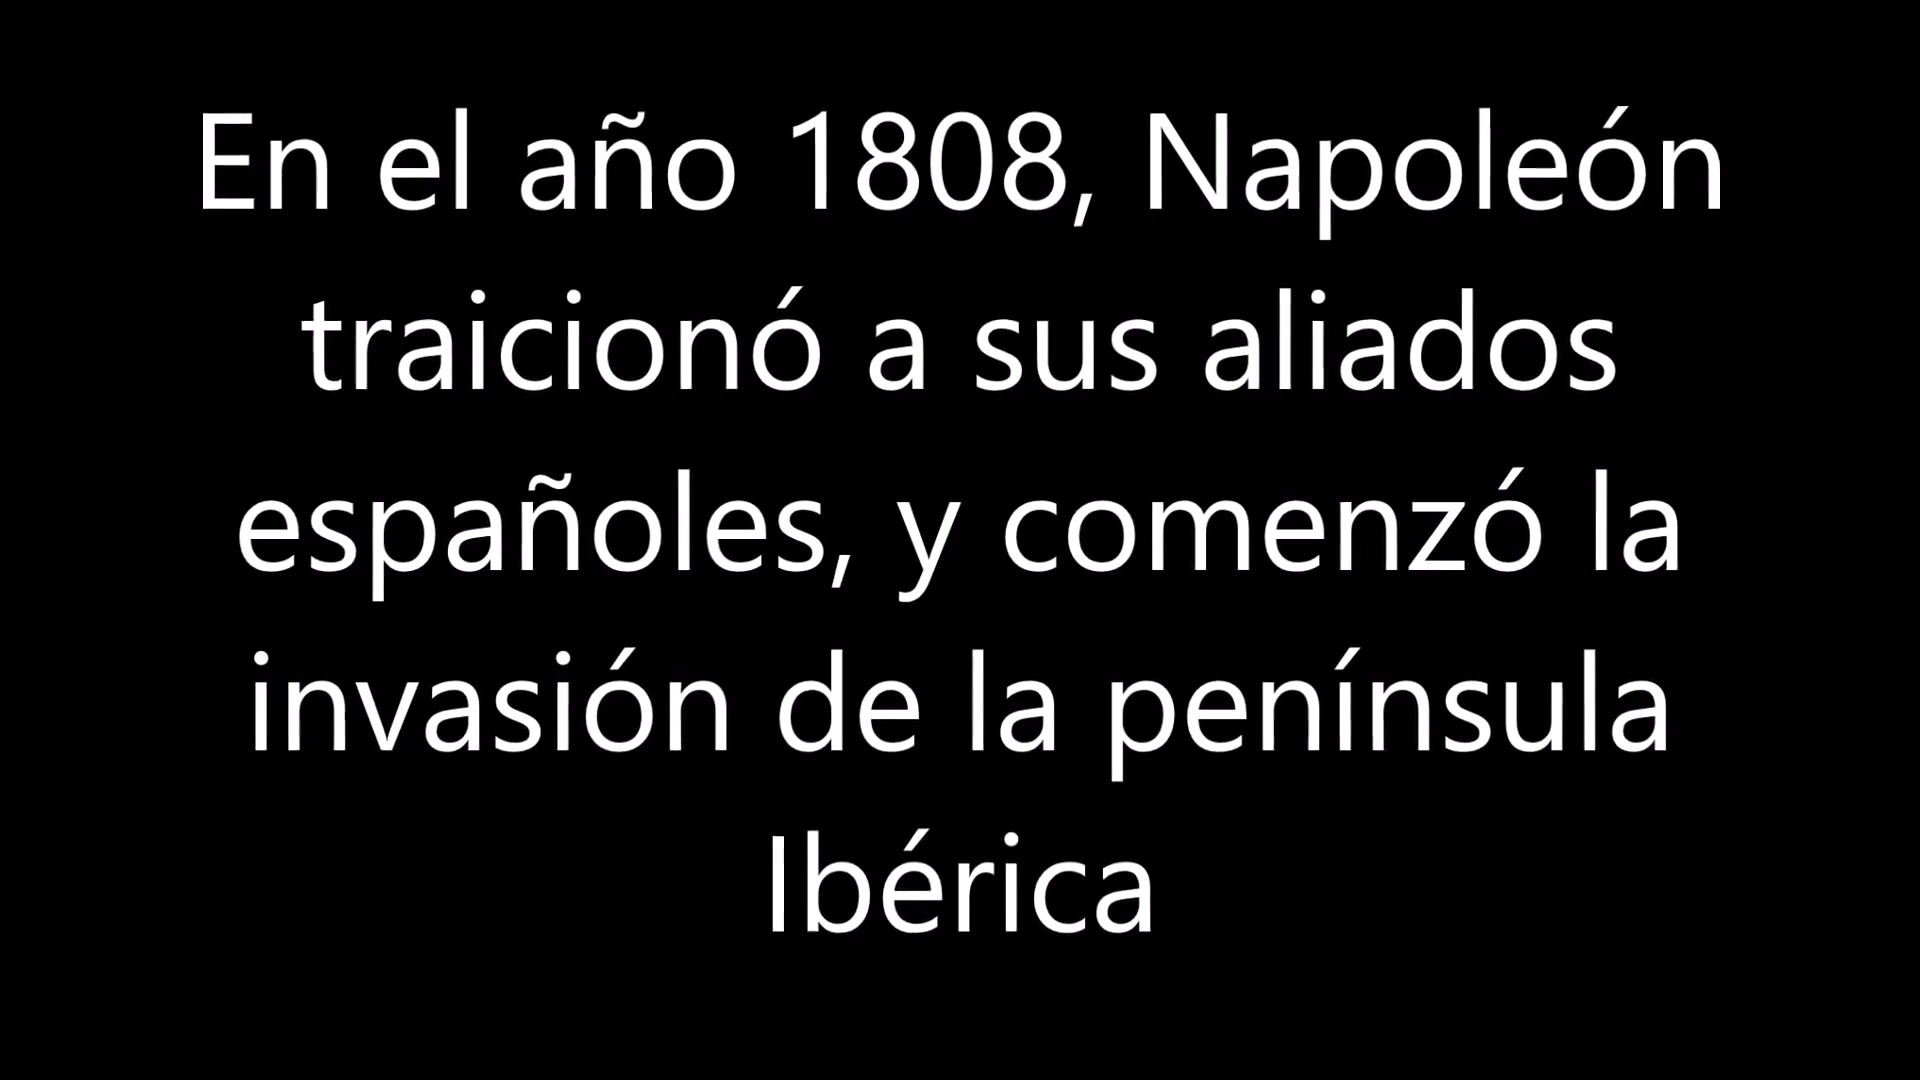 En el año 1808, Napoleón
traicionó a sus aliados
españoles, y comenzó la
invasión de la península
Ibérica